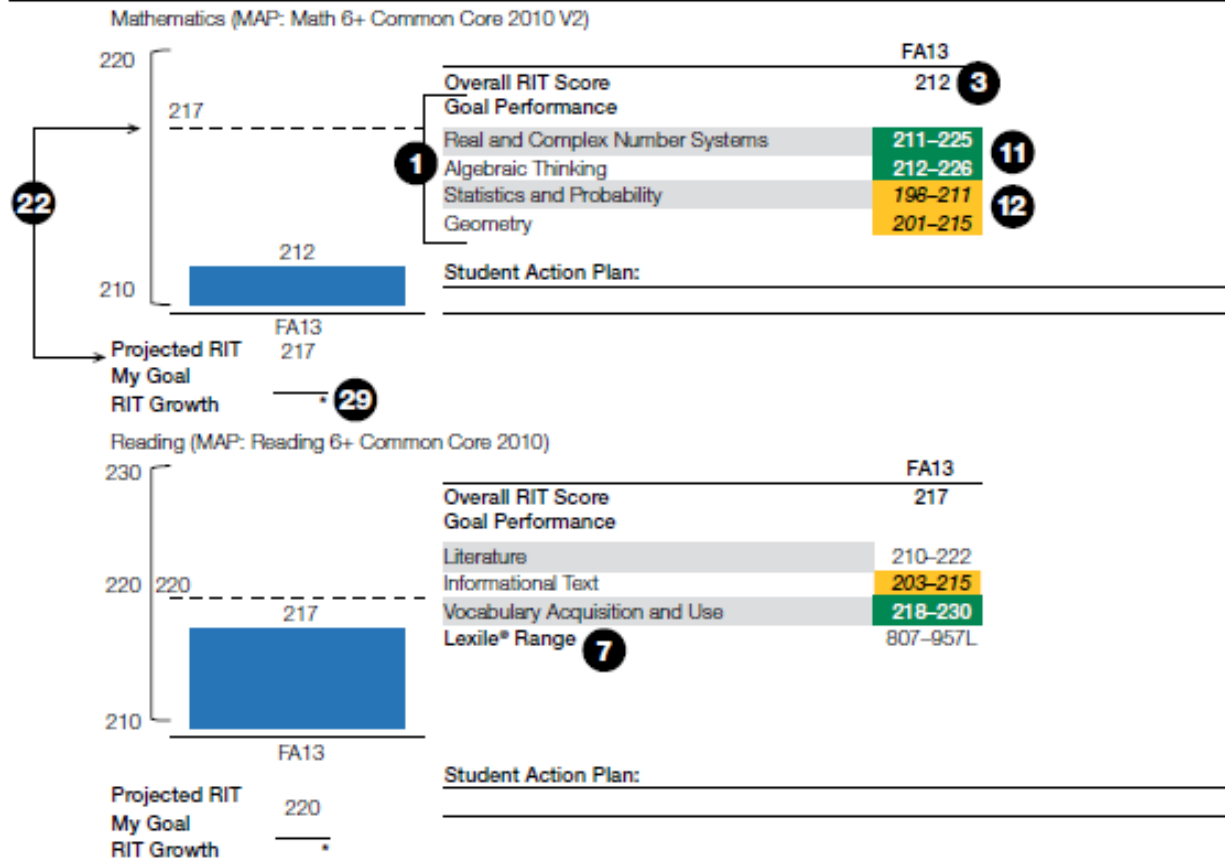 Mathematics (MAP: Math 6+ Common Core 2010 V2)
220
217
212
210
FA13
22
Projected RIT 217
My Goal
RIT Growth * 29
FA13
Overall RIT Score 212 3
Goal Performance
1
Real and Complex Number Systems 211–225
11
Algebraic Thinking 212–226
Statistics and Probability 198–211
12
Geometry 201–215
Student Action Plan:
Reading (MAP: Reading 6+ Common Core 2010)
230
220 220
217
210
FA13
FA13
Overall RIT Score 217
Goal Performance
Literature 210–222
Informational Text 203–215
Vocabulary Acquisition and Use 218–230
Lexile® Range 7 807–957L
Student Action Plan:
Projected RIT 220
My Goal
RIT Growth *